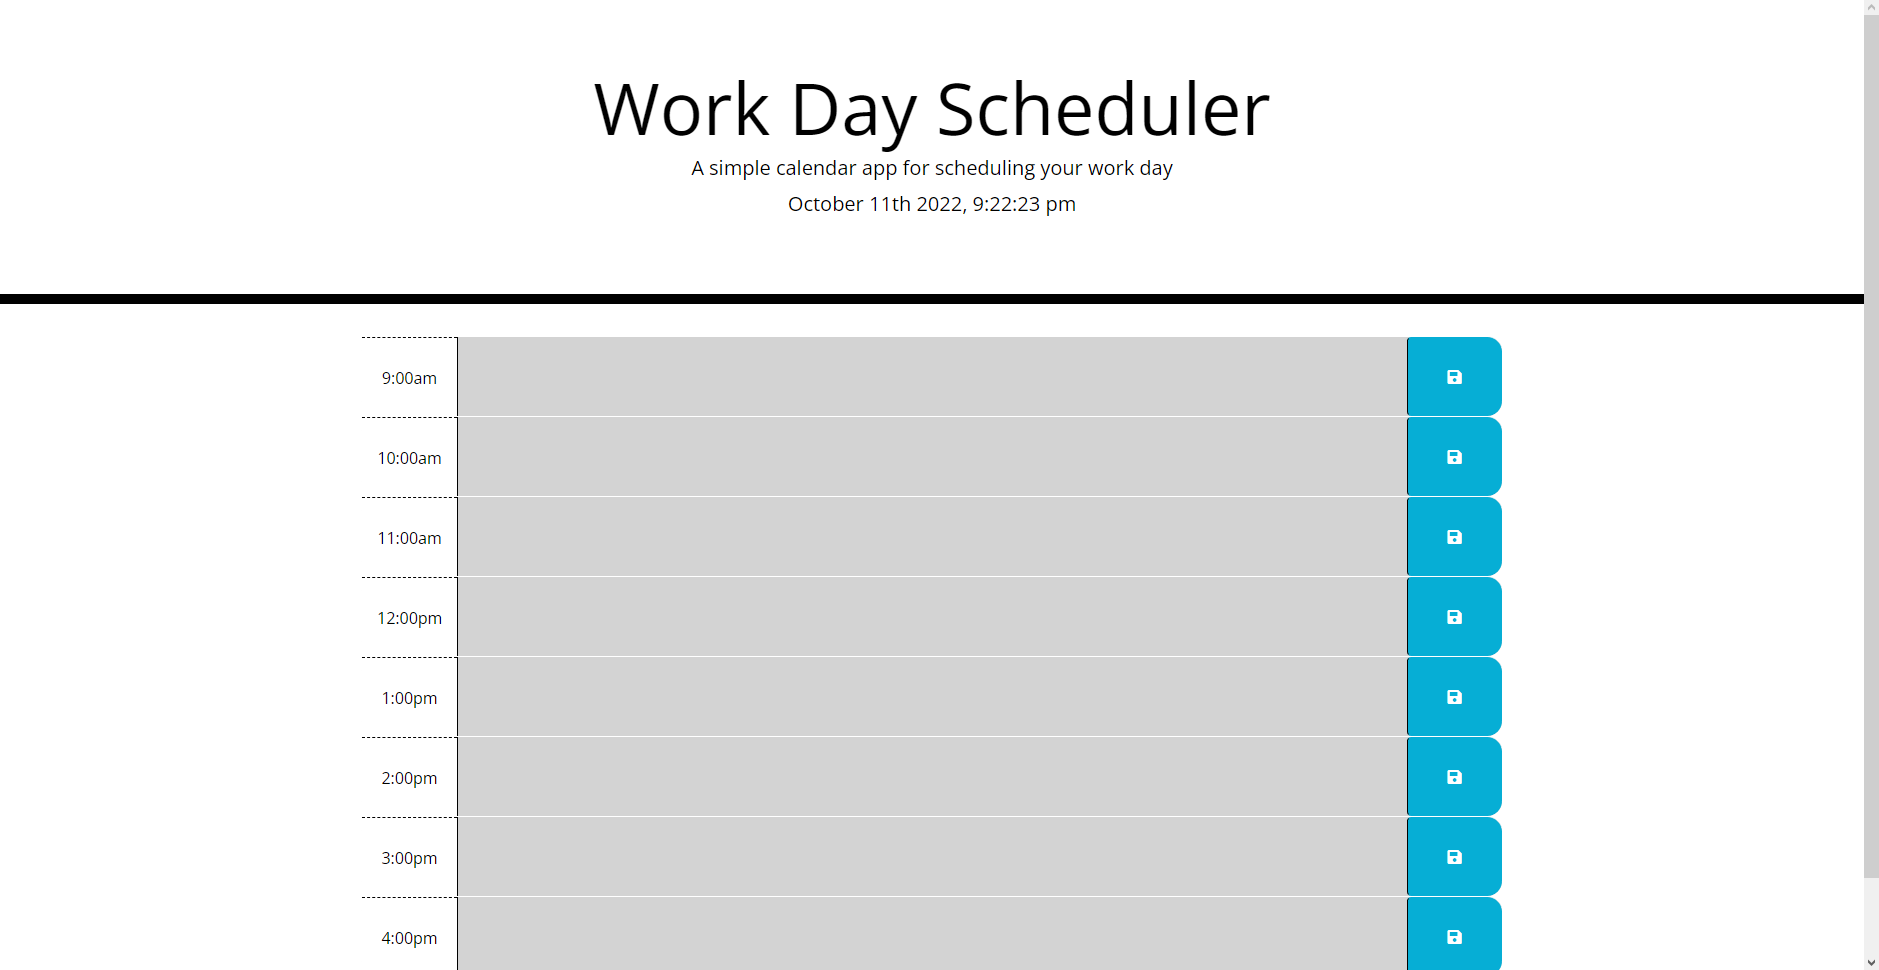 Work Day Scheduler
A simple calendar app for scheduling your work day
October 11th 2022, 9:22:23 pm
9:00am
10:00am
11:00am
12:00pm
1:00pm
2:00pm
3:00pm
4:00pm